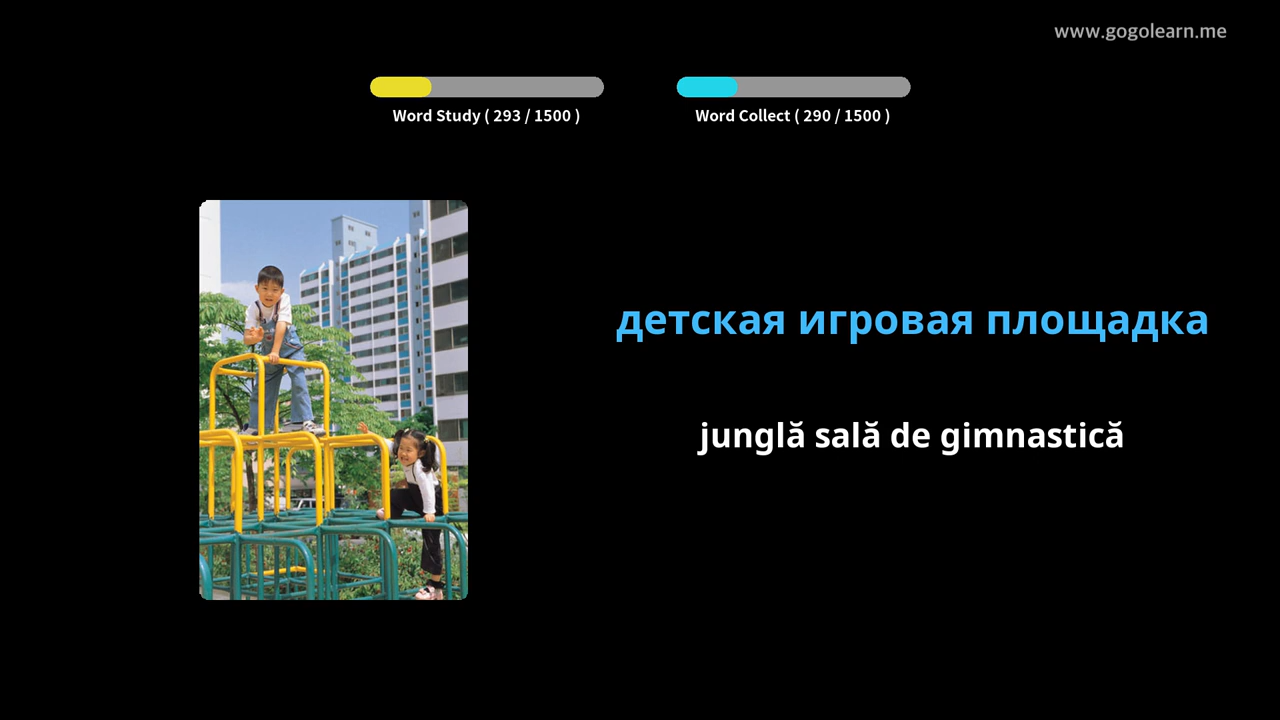 www.gogolearn.me
Word Study ( 293 / 1500 )
Word Collect ( 290 / 1500 )
детская игровая площадка
junglă sală de gimnastică